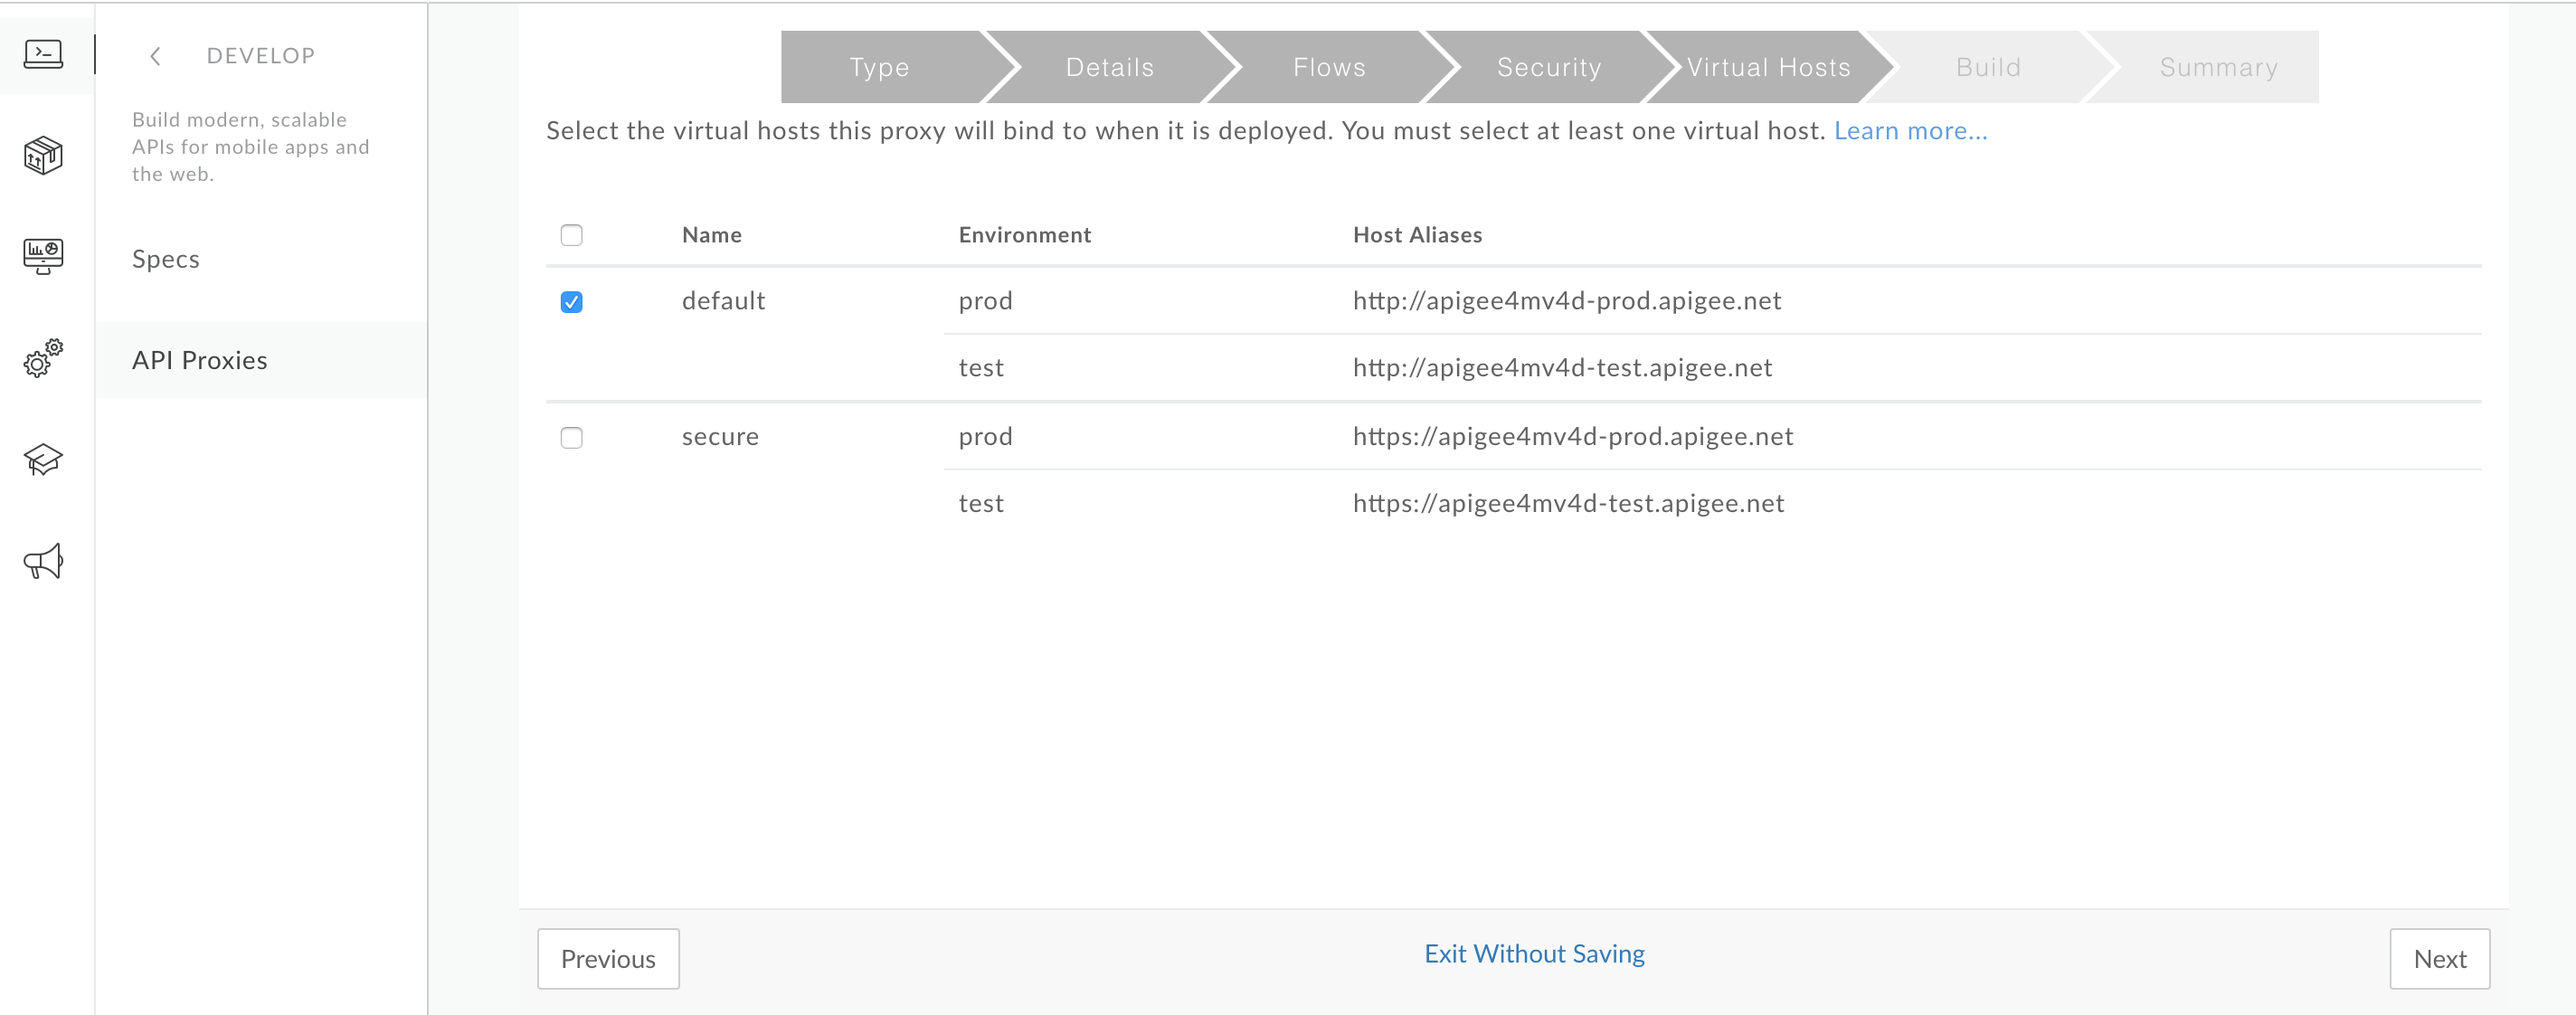 DEVELOP
Build modern, scalable
APIs for mobile apps and
the web.
Specs
API Proxies
Type Details Flows Security Virtual Hosts Build Summary
Select the virtual hosts this proxy will bind to when it is deployed. You must select at least one virtual host. Learn more...
Name Environment Host Aliases
default prod http://apigee4mv4d-prod.apigee.net
test http://apigee4mv4d-test.apigee.net
secure prod https://apigee4mv4d-prod.apigee.net
test https://apigee4mv4d-test.apigee.net
Previous Exit Without Saving Next